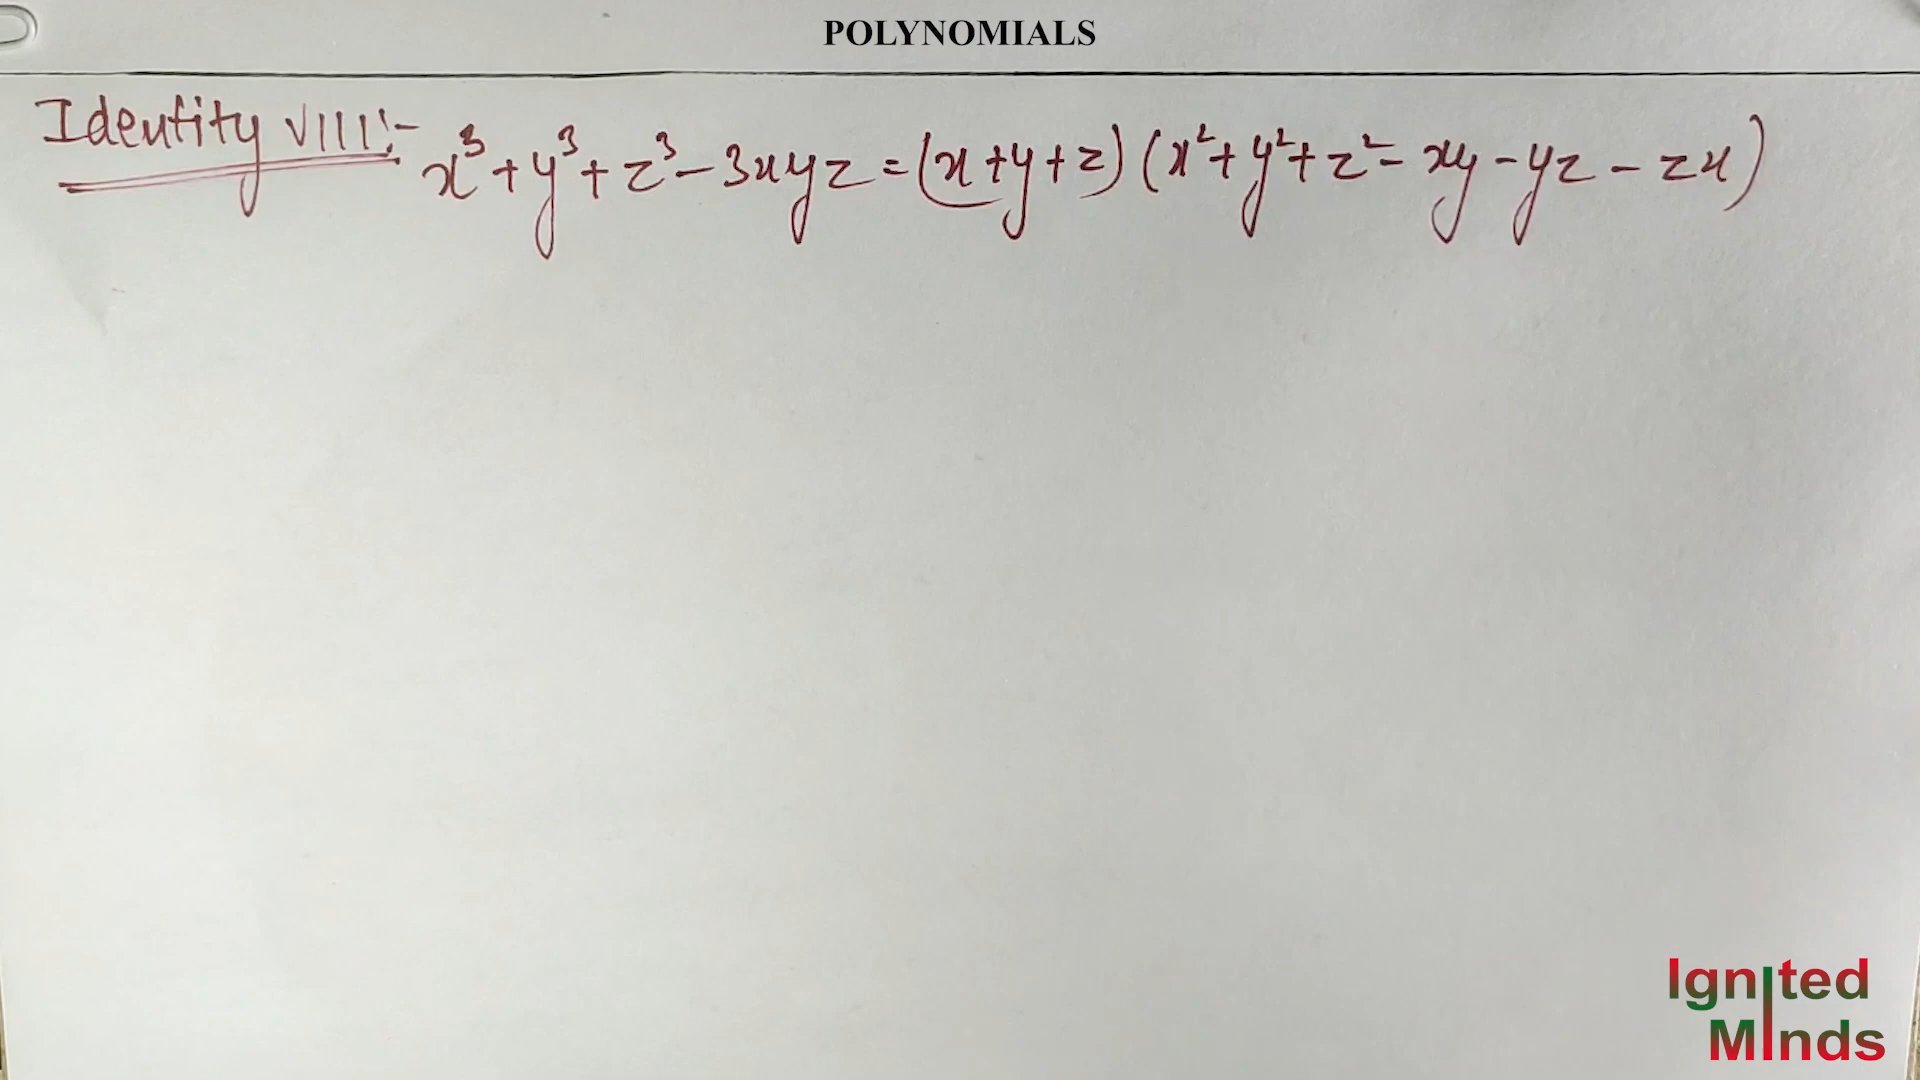 POLYNOMIALS
Identity VIII:-
x³ + y³ + z³ - 3xyz = (x + y + z) (x² + y² + z² - xy - yz - zx)
Ignited
Minds